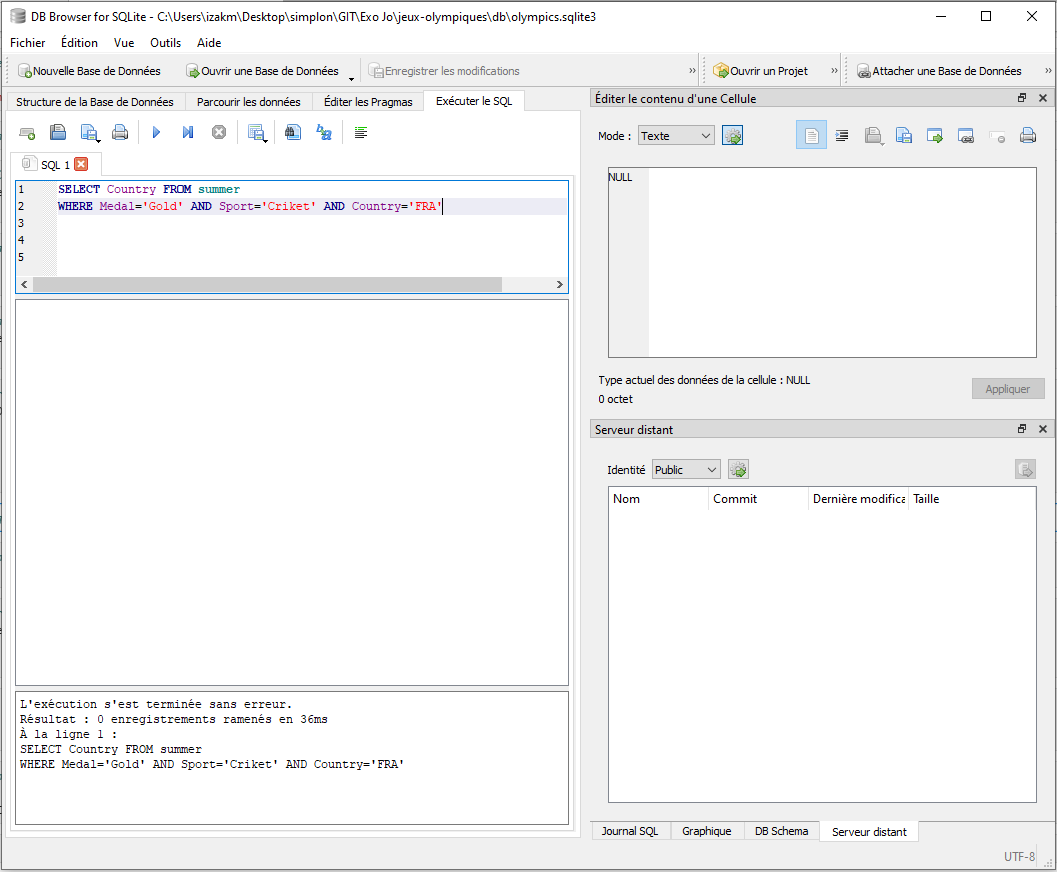 DB Browser for SQLite - C:\Users\izakm\Desktop\simplon\GIT\Exo Jo\jeux-olympiques\db\olympics.sqlite3
Fichier Édition Vue Outils Aide
Nouvelle Base de Données Ouvrir une Base de Données Enregistrer les modifications » Ouvrir un Projet » Attacher une Base de Données »
Structure de la Base de Données Parcourir les données Éditer les Pragmas Exécuter le SQL
SQL 1
1 SELECT Country FROM summer
2 WHERE Medal='Gold' AND Sport='Criket' AND Country='FRA'
3
4
5
L'exécution s'est terminée sans erreur.
Résultat : 0 enregistrements ramenés en 36ms
À la ligne 1 :
SELECT Country FROM summer
WHERE Medal='Gold' AND Sport='Criket' AND Country='FRA'
Éditer le contenu d'une Cellule
Mode : Texte
NULL
Type actuel des données de la cellule : NULL
0 octet
Appliquer
Serveur distant
Identité Public
Nom Commit Dernière modifica Taille
Journal SQL Graphique DB Schema Serveur distant
UTF-8